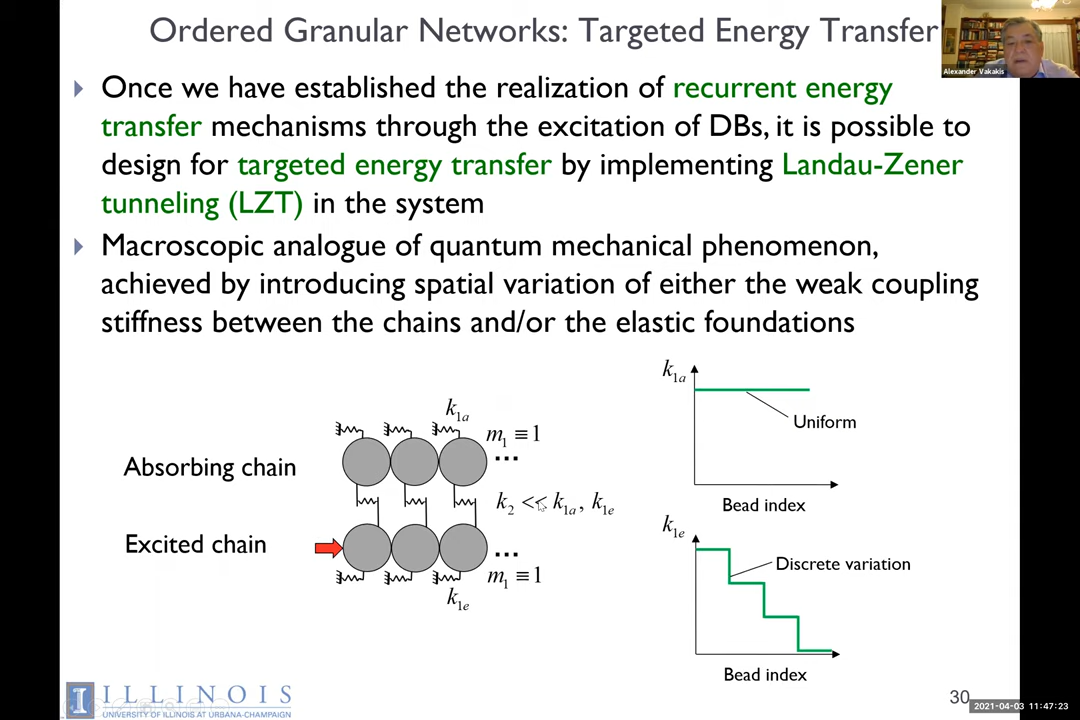 Ordered Granular Networks: Targeted Energy Transfer
Alexander Vakakis
Once we have established the realization of recurrent energy
transfer mechanisms through the excitation of DBs, it is possible to
design for targeted energy transfer by implementing Landau-Zener
tunneling (LZT) in the system
Macroscopic analogue of quantum mechanical phenomenon,
achieved by introducing spatial variation of either the weak coupling
stiffness between the chains and/or the elastic foundations
k1a
Uniform
Bead index
k1a
m1 ≡ 1
...
Absorbing chain
k2 << k1a, k1e
Excited chain
...
m1 ≡ 1
k1e
k1e
Discrete variation
Bead index
I ILLINOIS
UNIVERSITY OF ILLINOIS AT URBANA-CHAMPAIGN
30
2021-04-03 11:47:23